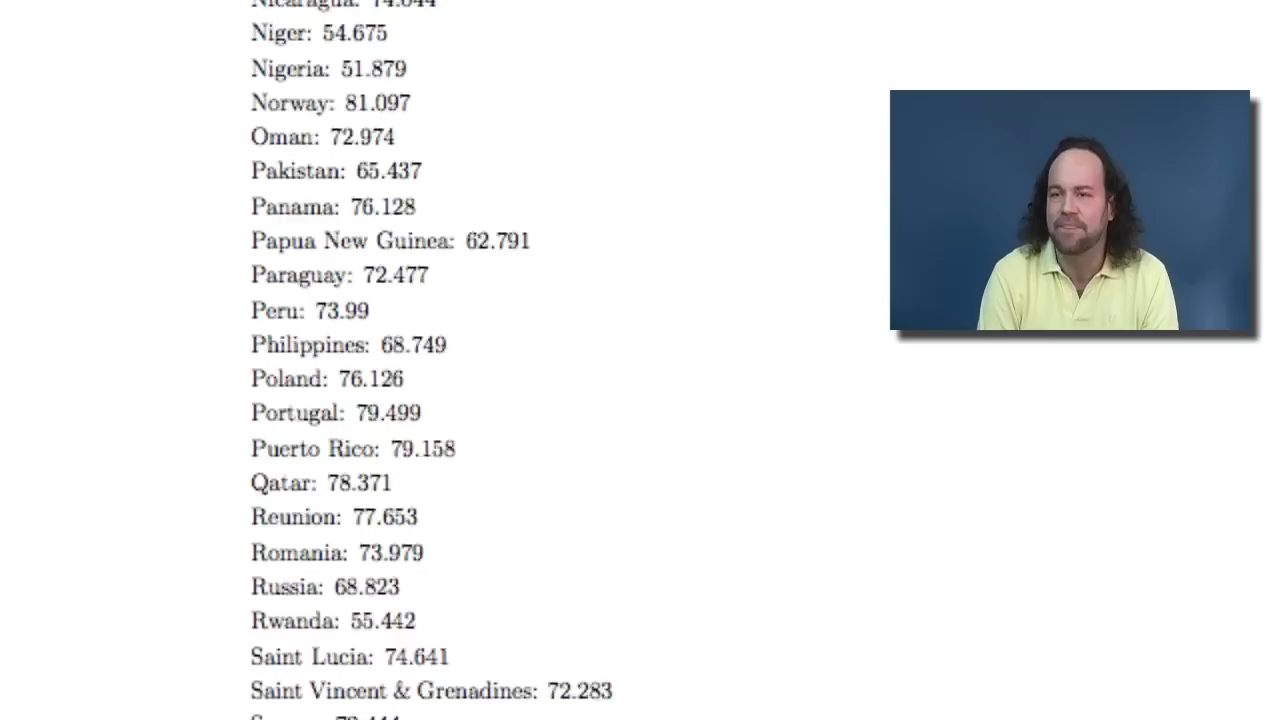 Niger: 54.675
Nigeria: 51.879
Norway: 81.097
Oman: 72.974
Pakistan: 65.437
Panama: 76.128
Papua New Guinea: 62.791
Paraguay: 72.477
Peru: 73.99
Philippines: 68.749
Poland: 76.126
Portugal: 79.499
Puerto Rico: 79.158
Qatar: 78.371
Reunion: 77.653
Romania: 73.979
Russia: 68.823
Rwanda: 55.442
Saint Lucia: 74.641
Saint Vincent & Grenadines: 72.283